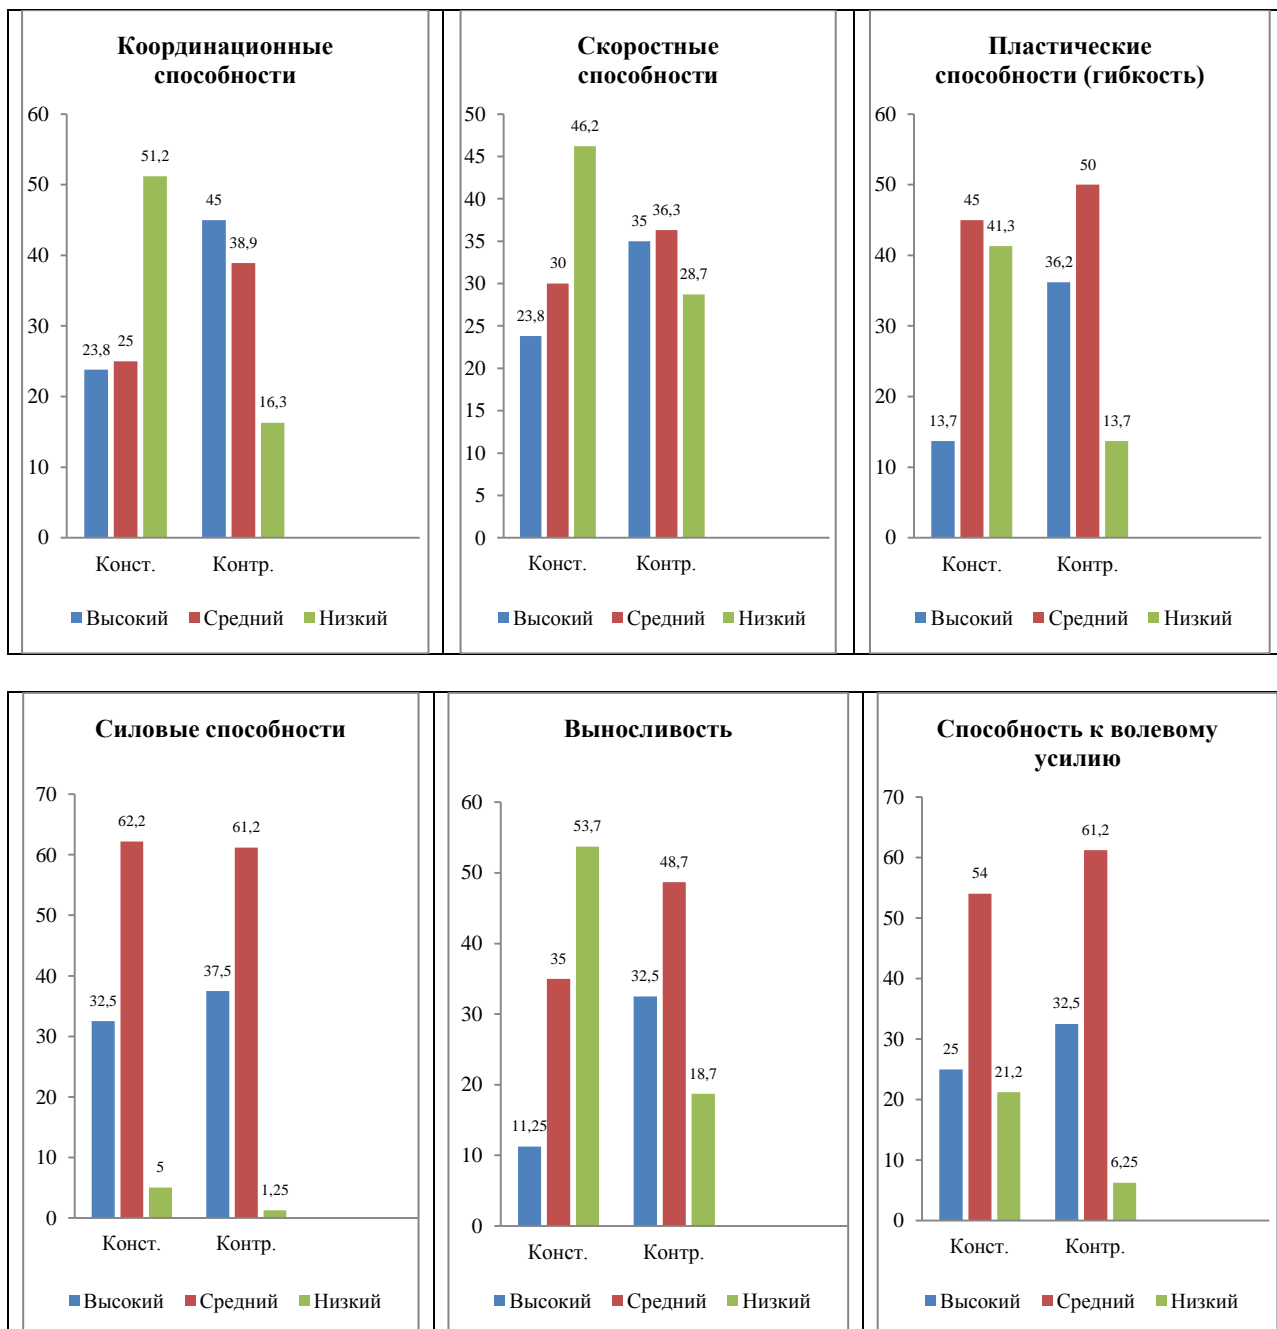 Координационные
способности
60
50
40
30
20
10
0
51,2
45
38,9
23,8
25
16,3
Конст.
Контр.
Высокий
Средний
Низкий
Скоростные
способности
50
45
40
35
30
25
20
15
10
5
0
46,2
35
36,3
30
28,7
23,8
Конст.
Контр.
Высокий
Средний
Низкий
Пластические
способности (гибкость)
60
50
40
30
20
10
0
50
45
41,3
36,2
13,7
13,7
Конст.
Контр.
Высокий
Средний
Низкий
Силовые способности
70
60
50
40
30
20
10
0
62,2
61,2
37,5
32,5
5
1,25
Конст.
Контр.
Высокий
Средний
Низкий
Выносливость
60
50
40
30
20
10
0
53,7
48,7
35
32,5
18,7
11,25
Конст.
Контр.
Высокий
Средний
Низкий
Способность к волевому
усилию
70
60
50
40
30
20
10
0
61,2
54
32,5
25
21,2
6,25
Конст.
Контр.
Высокий
Средний
Низкий